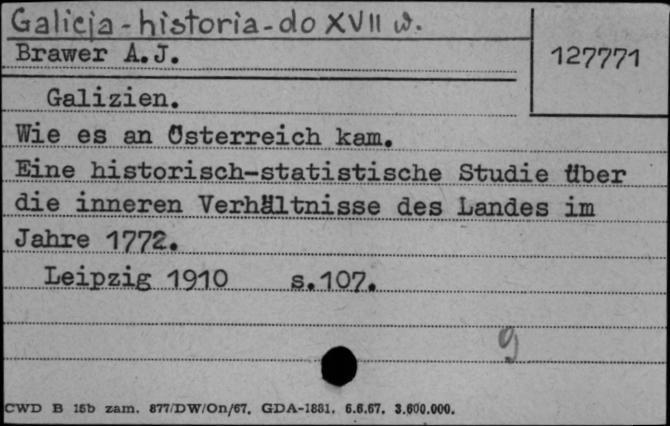 Galicja - historia - do XVII w.
Brawer A.J.
127771
Galizien.
Wie es an Österreich kam.
Eine historisch-statistische Studie über
die inneren Verhältnisse des Landes im
Jahre 1772.
Leipzig 1910 s.107.
g
CWD B 15b zam. 877/DW/On/67. GDA-1831. 6.6.67. 3.600.000.